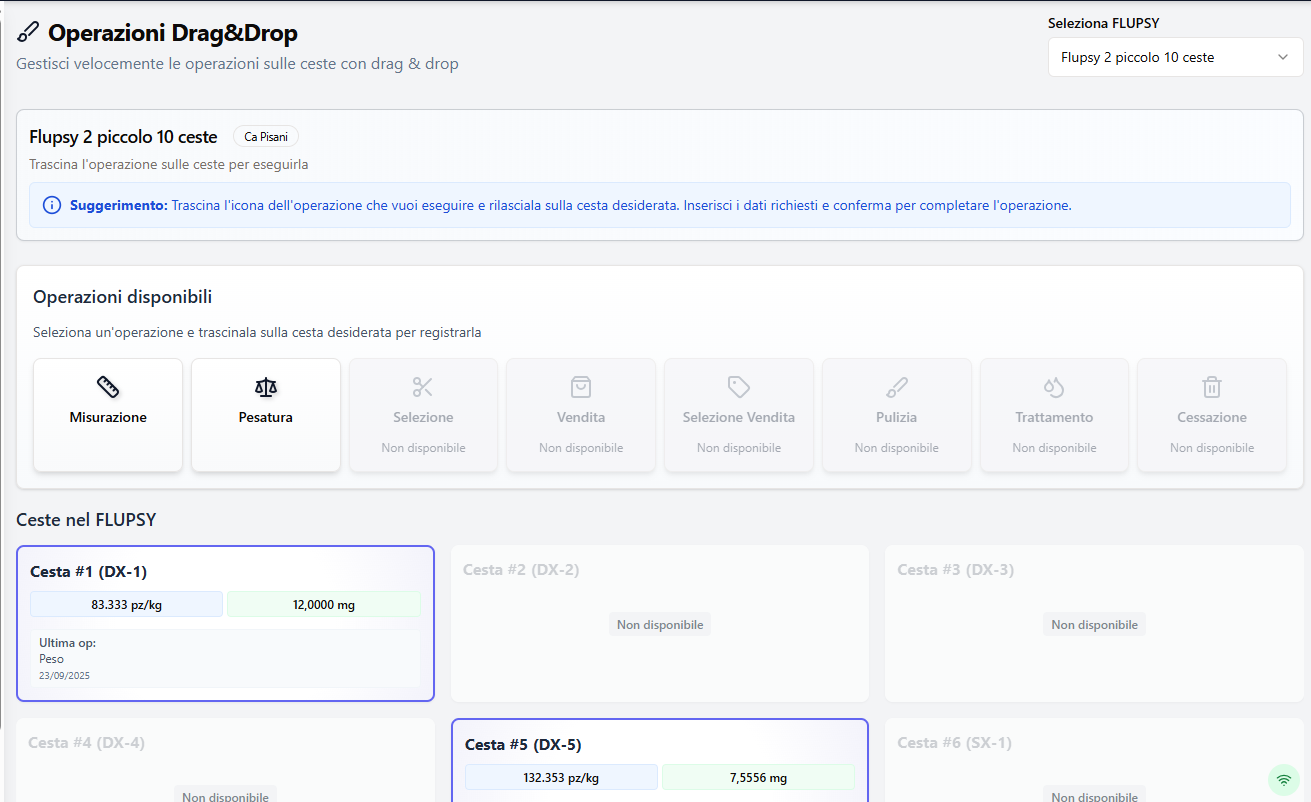 Operazioni Drag&Drop
Gestisci velocemente le operazioni sulle ceste con drag & drop
Seleziona FLUPSY
Flupsy 2 piccolo 10 ceste
Flupsy 2 piccolo 10 ceste
Ca Pisani
Trascina l'operazione sulle ceste per eseguirla
Suggerimento: Trascina l'icona dell'operazione che vuoi eseguire e rilasciala sulla cesta desiderata. Inserisci i dati richiesti e conferma per completare l'operazione.
Operazioni disponibili
Seleziona un'operazione e trascinala sulla cesta desiderata per registrarla
Misurazione
Pesatura
Selezione
Non disponibile
Vendita
Non disponibile
Selezione Vendita
Non disponibile
Pulizia
Non disponibile
Trattamento
Non disponibile
Cessazione
Non disponibile
Ceste nel FLUPSY
Cesta #1 (DX-1)
83.333 pz/kg
12,0000 mg
Ultima op:
Peso
23/09/2025
Cesta #2 (DX-2)
Non disponibile
Cesta #3 (DX-3)
Non disponibile
Cesta #4 (DX-4)
Non disponibile
Cesta #5 (DX-5)
132.353 pz/kg
7,5556 mg
Cesta #6 (SX-1)
Non disponibile